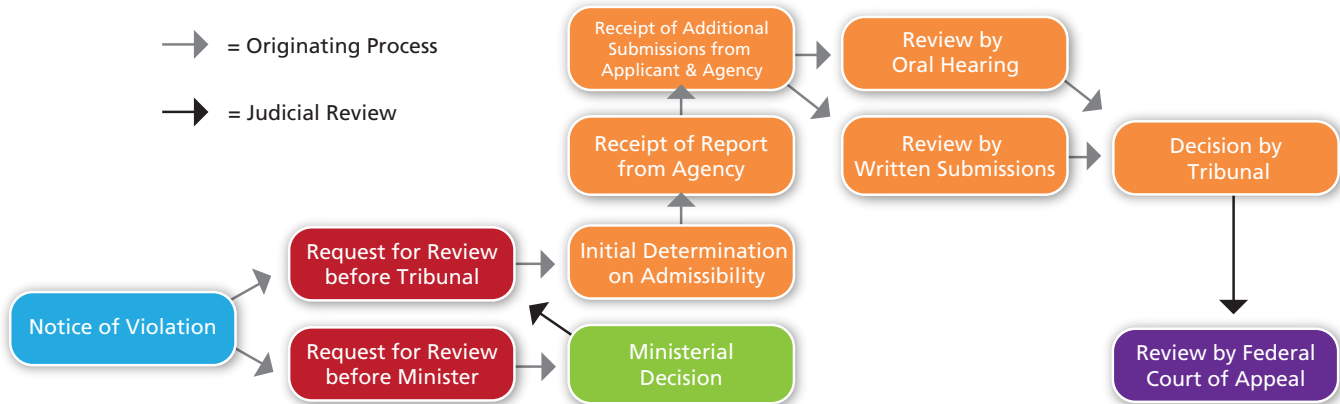 = Originating Process
= Judicial Review
Notice of Violation
Request for Review
before Tribunal
Request for Review
before Minister
Initial Determination
on Admissibility
Ministerial
Decision
Receipt of Report
from Agency
Receipt of Additional
Submissions from
Applicant & Agency
Review by
Oral Hearing
Review by
Written Submissions
Decision by
Tribunal
Review by Federal
Court of Appeal